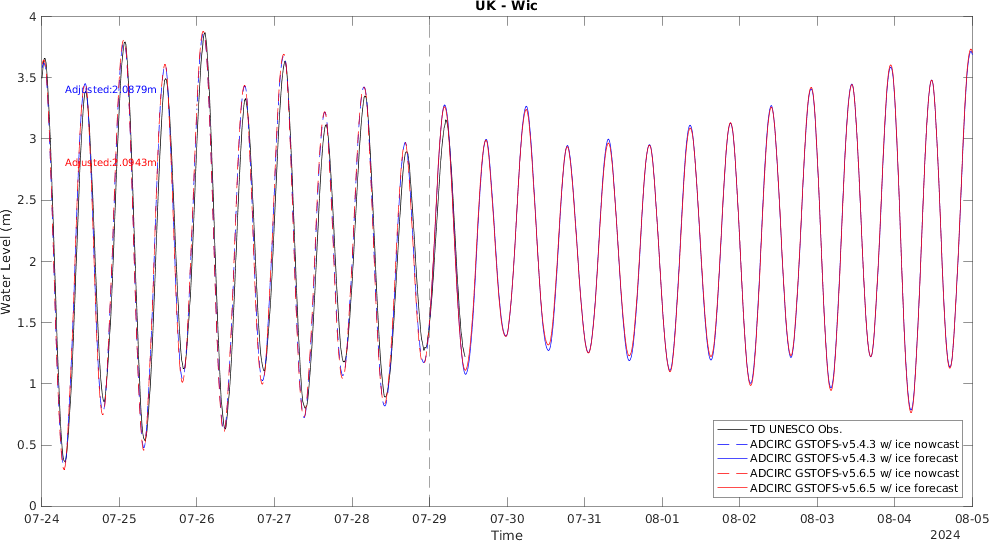 UK - Wic
4
3.5
3
2.5
2
1.5
1
0.5
0
Water Level (m)
Adjusted:2.0879m
Adjusted:2.0943m
TD UNESCO Obs.
ADCIRC GSTOFS-v5.4.3 w/ ice nowcast
ADCIRC GSTOFS-v5.4.3 w/ ice forecast
ADCIRC GSTOFS-v5.6.5 w/ ice nowcast
ADCIRC GSTOFS-v5.6.5 w/ ice forecast
07-24 07-25 07-26 07-27 07-28 07-29 07-30 07-31 08-01 08-02 08-03 08-04 08-05
Time
2024